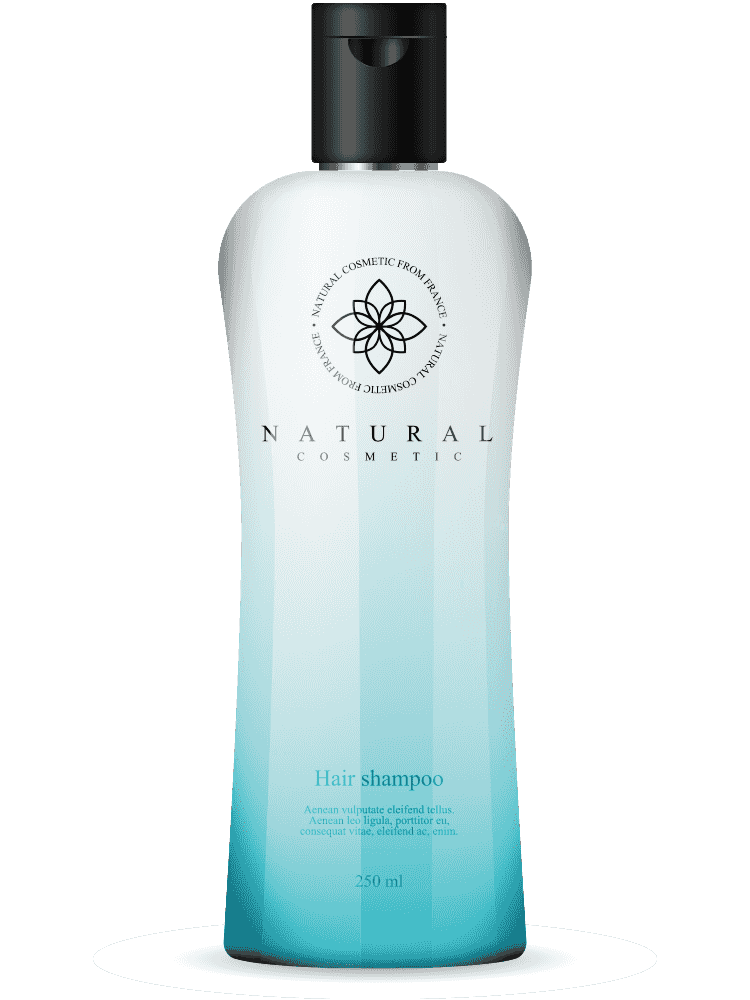 NATURAL COSMETIC FROM FRANCE • NATURAL COSMETIC FROM FRANCE •
NATURAL
COSMETIC
Hair shampoo
Aenean vulputate eleifend tellus.
Aenean leo ligula, porttitor eu,
consequat vitae, eleifend ac, enim.
250 ml